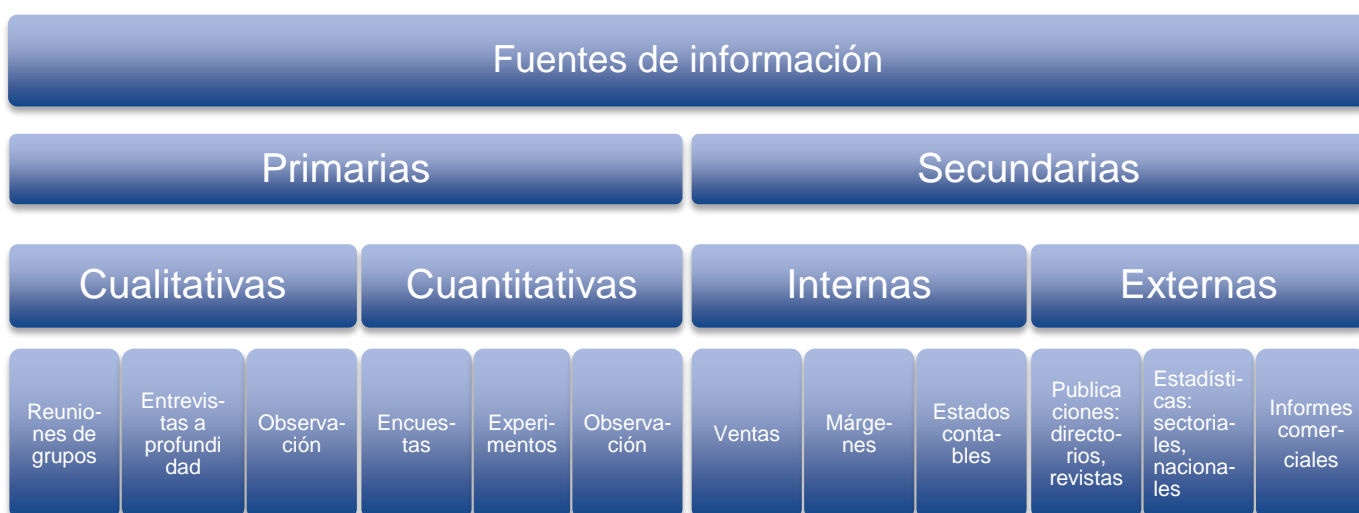 Fuentes de información
Primarias
Secundarias
Cualitativas
Cuantitativas
Internas
Externas
Reunio-
nes de
grupos
Entrevis-
tas a
profundi
dad
Observa-
ción
Encues-
tas
Experi-
mentos
Observa-
ción
Ventas
Márge-
nes
Estados
conta-
bles
Publica
ciones:
directo-
rios,
revistas
Estadísti-
cas:
sectoria-
les,
naciona-
les
Informes
comer-
ciales